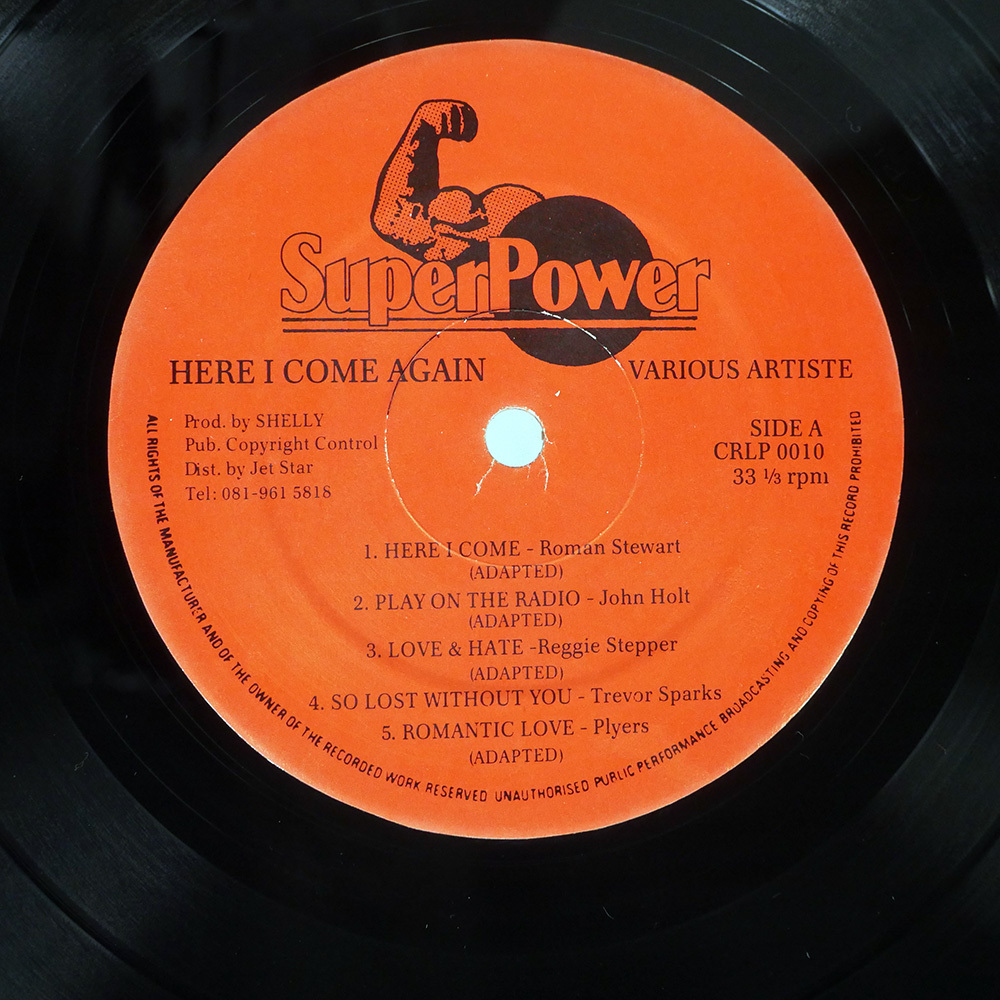 SuperPower
HERE I COME AGAIN
VARIOUS ARTISTE
Prod. by SHELLY
Pub. Copyright Control
Dist. by Jet Star
Tel: 081-961 5818
SIDE A
CRLP 0010
33 ⅓ rpm
1. HERE I COME - Roman Stewart
(ADAPTED)
2. PLAY ON THE RADIO - John Holt
(ADAPTED)
3. LOVE & HATE -Reggie Stepper
(ADAPTED)
4. SO LOST WITHOUT YOU - Trevor Sparks
5. ROMANTIC LOVE - Plyers
(ADAPTED)
ALL RIGHTS OF THE MANUFACTURER AND OF THE OWNER OF THE RECORDED WORK RESERVED UNAUTHORISED PUBLIC PERFORMANCE BROADCASTING AND COPYING OF THIS RECORD PROHIBITED